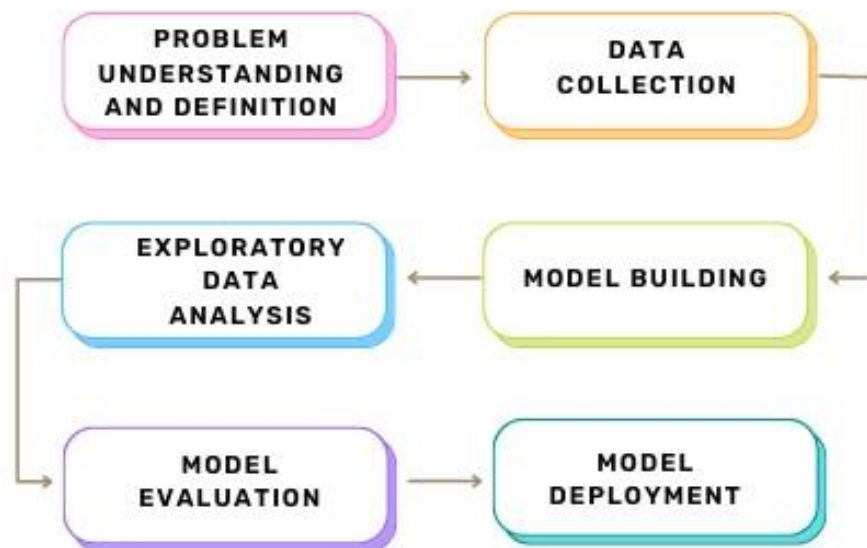 PROBLEM
UNDERSTANDING
AND DEFINITION
DATA
COLLECTION
MODEL BUILDING
EXPLORATORY
DATA
ANALYSIS
MODEL
EVALUATION
MODEL
DEPLOYMENT